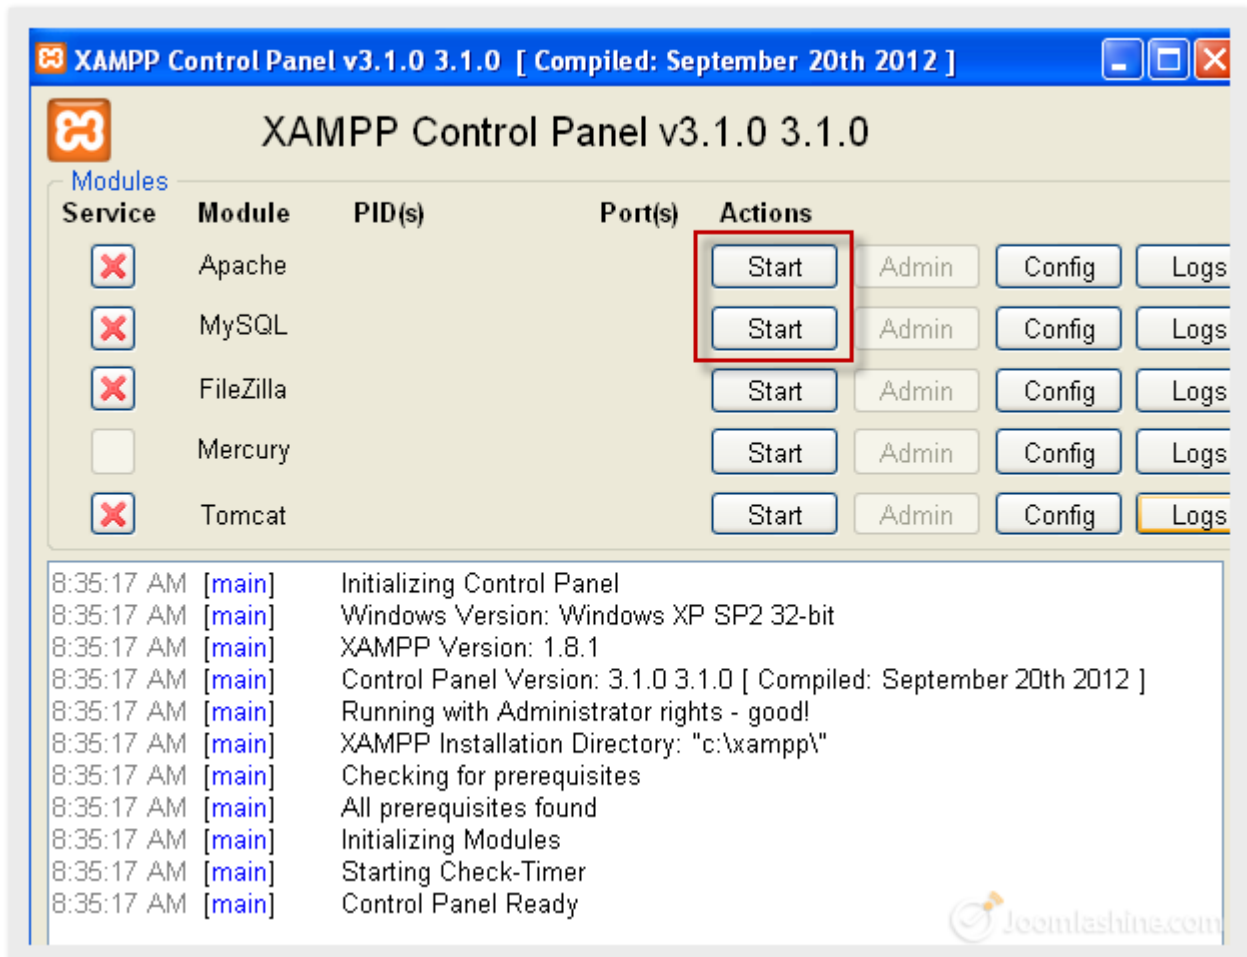 XAMPP Control Panel v3.1.0 3.1.0 [ Compiled: September 20th 2012 ]
XAMPP Control Panel v3.1.0 3.1.0
Modules
Service Module PID(s) Port(s) Actions
Apache Start Admin Config Logs
MySQL Start Admin Config Logs
FileZilla Start Admin Config Logs
Mercury Start Admin Config Logs
Tomcat Start Admin Config Logs
8:35:17 AM [main] Initializing Control Panel
8:35:17 AM [main] Windows Version: Windows XP SP2 32-bit
8:35:17 AM [main] XAMPP Version: 1.8.1
8:35:17 AM [main] Control Panel Version: 3.1.0 3.1.0 [ Compiled: September 20th 2012 ]
8:35:17 AM [main] Running with Administrator rights - good!
8:35:17 AM [main] XAMPP Installation Directory: "c:\xampp\"
8:35:17 AM [main] Checking for prerequisites
8:35:17 AM [main] All prerequisites found
8:35:17 AM [main] Initializing Modules
8:35:17 AM [main] Starting Check-Timer
8:35:17 AM [main] Control Panel Ready
Joomlashine.com